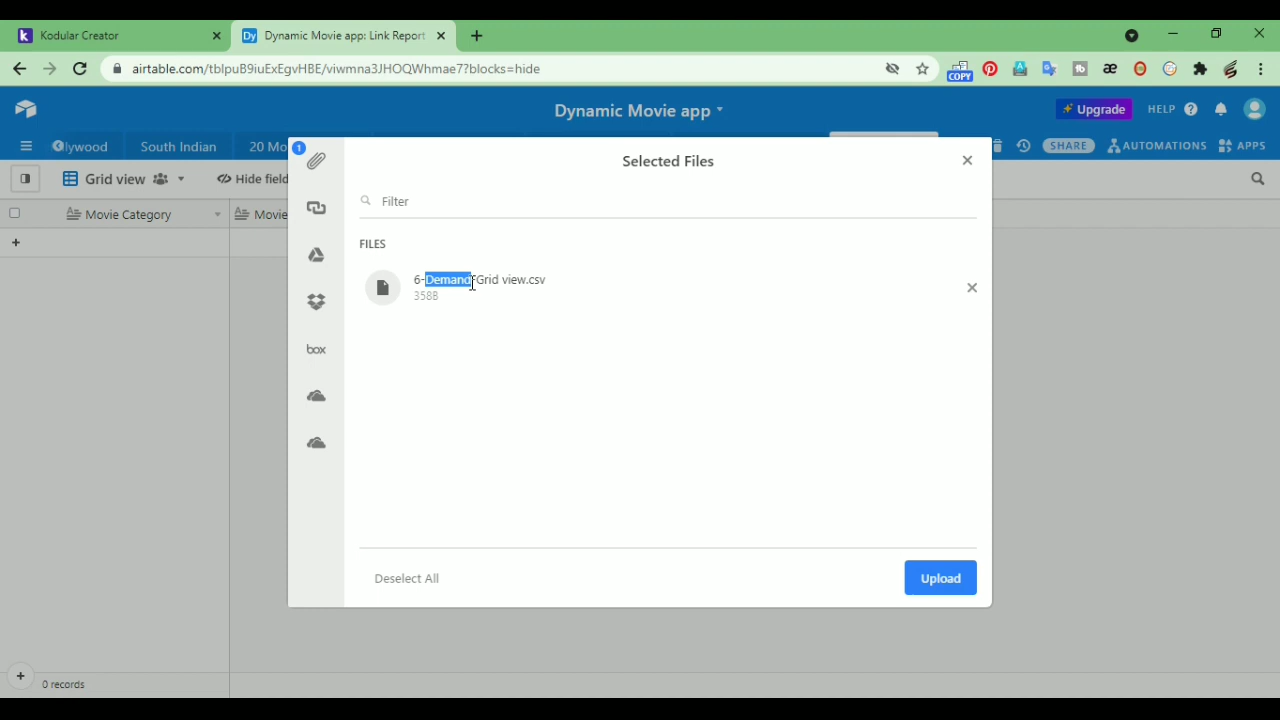 Kodular Creator
Dynamic Movie app: Link Report
airtable.com/tblpuB9iuExEgvHBE/viwmna3JHOQWhmae7?blocks=hide
COPY
Dynamic Movie app
Upgrade
HELP
lywood
South Indian
20 Mo
SHARE
AUTOMATIONS
APPS
Grid view
Hide field
1
Selected Files
Movie Category
Movie
Filter
FILES
6-Demand-Grid view.csv
358B
box
Deselect All
Upload
0 records